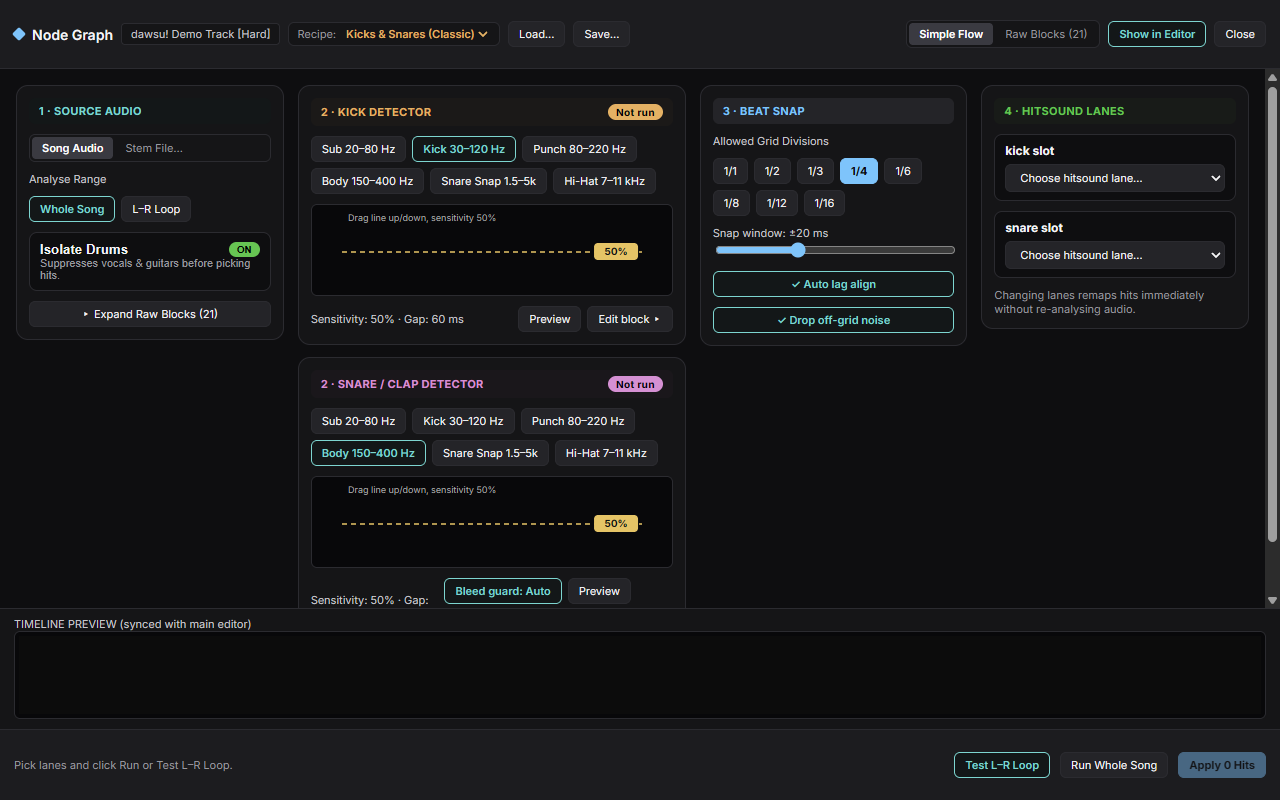 Node Graph
dawsu! Demo Track [Hard]
Recipe: Kicks & Snares (Classic)
Load...
Save...
Simple Flow
Raw Blocks (21)
Show in Editor
Close
1 · SOURCE AUDIO
Song Audio
Stem File...
Analyse Range
Whole Song
L–R Loop
Isolate Drums
ON
Suppresses vocals & guitars before picking
hits.
▸ Expand Raw Blocks (21)
2 · KICK DETECTOR
Not run
Sub 20–80 Hz
Kick 30–120 Hz
Punch 80–220 Hz
Body 150–400 Hz
Snare Snap 1.5–5k
Hi-Hat 7–11 kHz
Drag line up/down, sensitivity 50%
50%
Sensitivity: 50% · Gap: 60 ms
Preview
Edit block ▸
2 · SNARE / CLAP DETECTOR
Not run
Sub 20–80 Hz
Kick 30–120 Hz
Punch 80–220 Hz
Body 150–400 Hz
Snare Snap 1.5–5k
Hi-Hat 7–11 kHz
Drag line up/down, sensitivity 50%
50%
Sensitivity: 50% · Gap:
Bleed guard: Auto
Preview
3 · BEAT SNAP
Allowed Grid Divisions
1/1
1/2
1/3
1/4
1/6
1/8
1/12
1/16
Snap window: ±20 ms
✓ Auto lag align
✓ Drop off-grid noise
4 · HITSOUND LANES
kick slot
Choose hitsound lane...
snare slot
Choose hitsound lane...
Changing lanes remaps hits immediately
without re-analysing audio.
TIMELINE PREVIEW (synced with main editor)
Pick lanes and click Run or Test L–R Loop.
Test L–R Loop
Run Whole Song
Apply 0 Hits